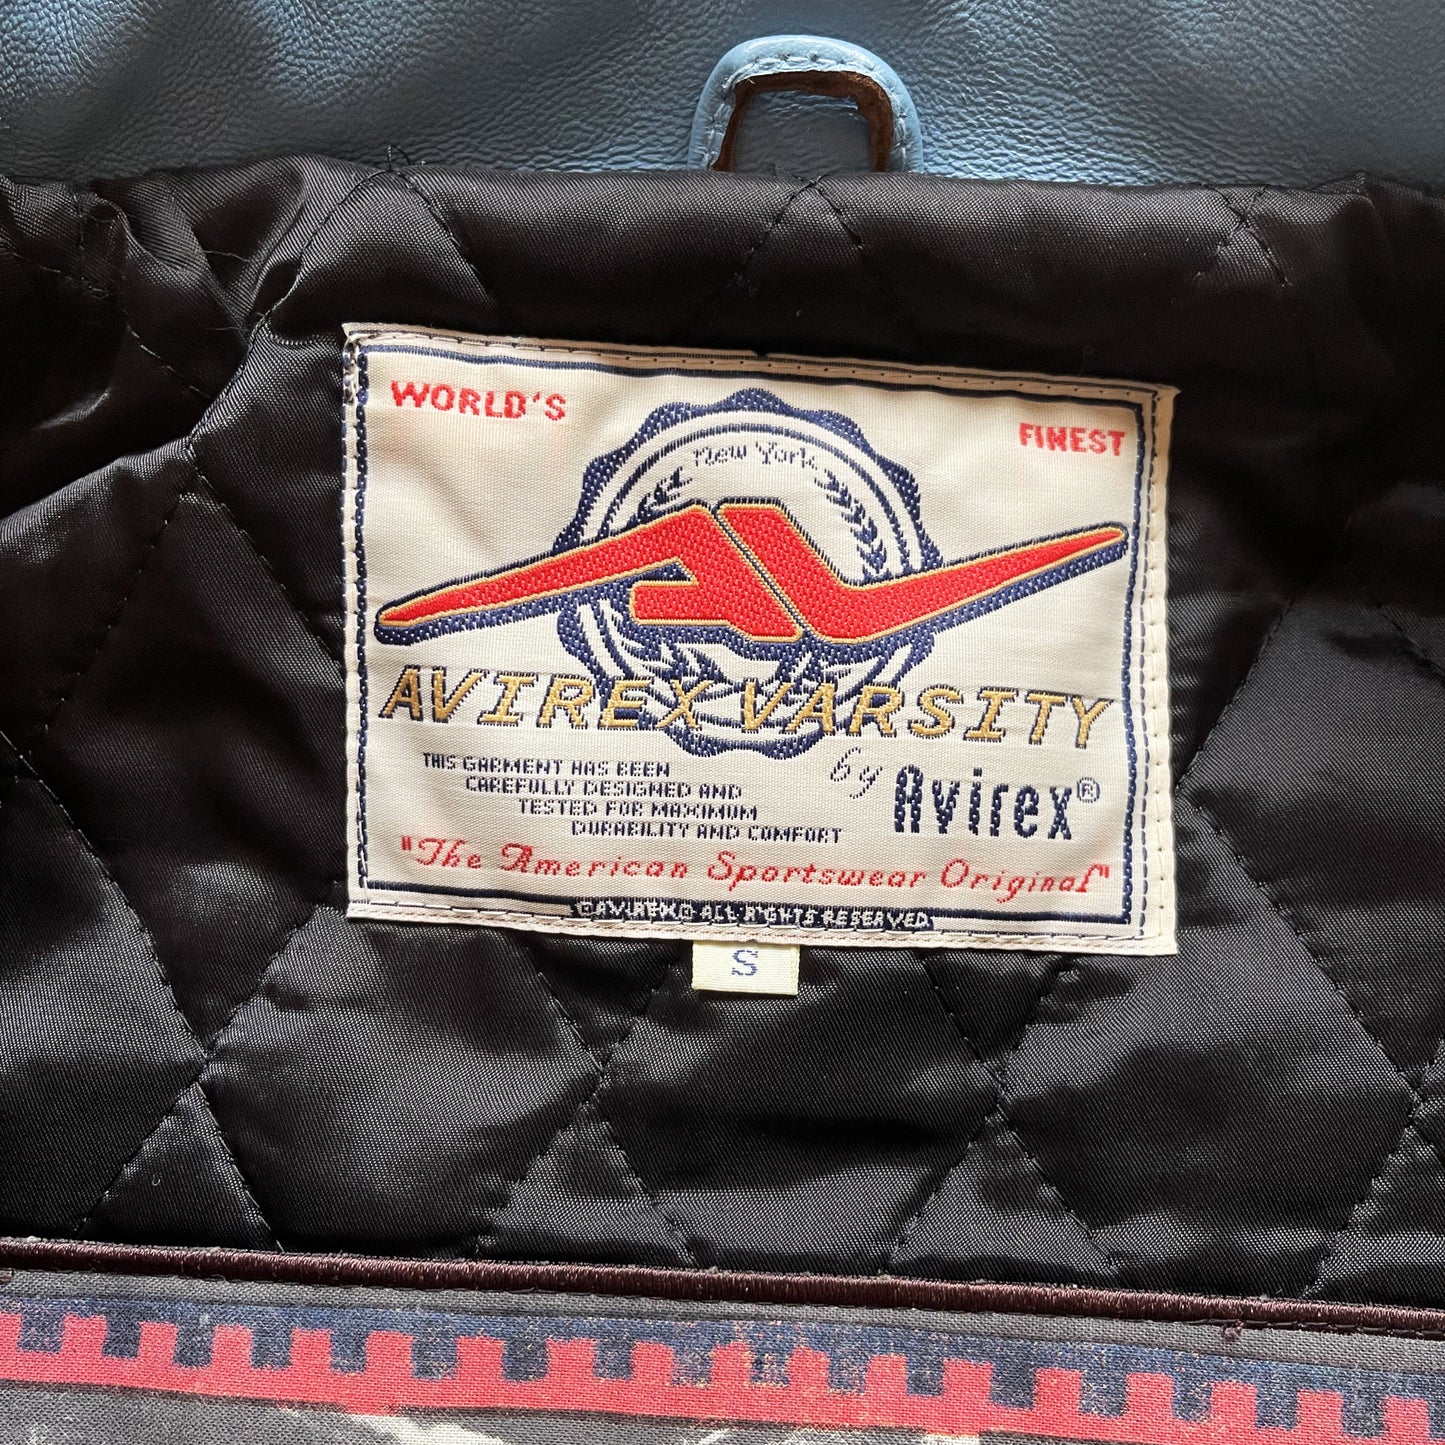 WORLD'S
FINEST
New York
AVIREX VARSITY
by Avirex®
THIS GARMENT HAS BEEN
CAREFULLY DESIGNED AND
TESTED FOR MAXIMUM
DURABILITY AND COMFORT
"The American Sportswear Original"
©AVIREX© ALL RIGHTS RESERVED.
S